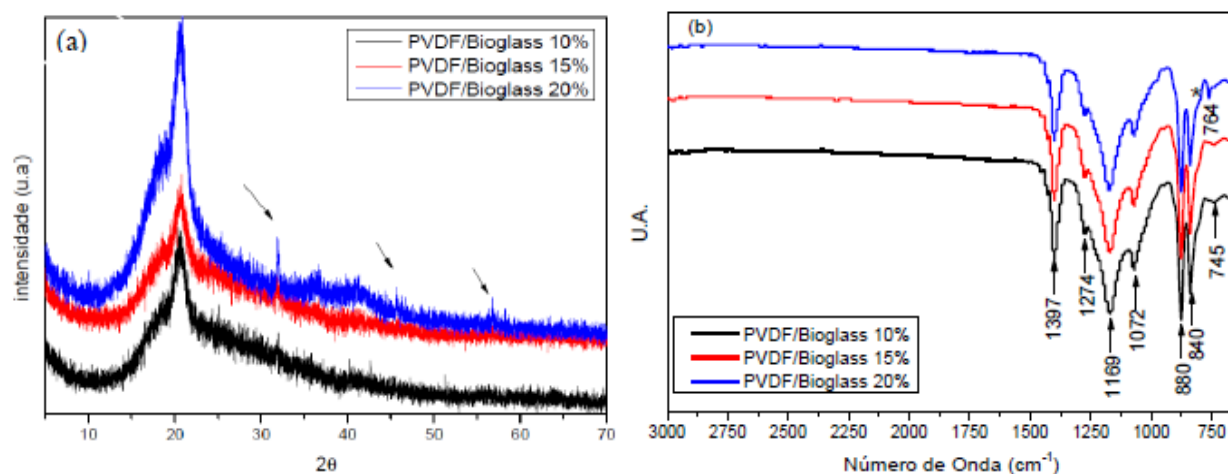 (a)
PVDF/Bioglass 10%
PVDF/Bioglass 15%
PVDF/Bioglass 20%
intensidade (u.a)
10 20 30 40 50 60 70
2θ
(b)
*
764
745
1397
1274
1169
1072
880
840
U.A.
PVDF/Bioglass 10%
PVDF/Bioglass 15%
PVDF/Bioglass 20%
3000 2750 2500 2250 2000 1750 1500 1250 1000 750
Número de Onda (cm⁻¹)